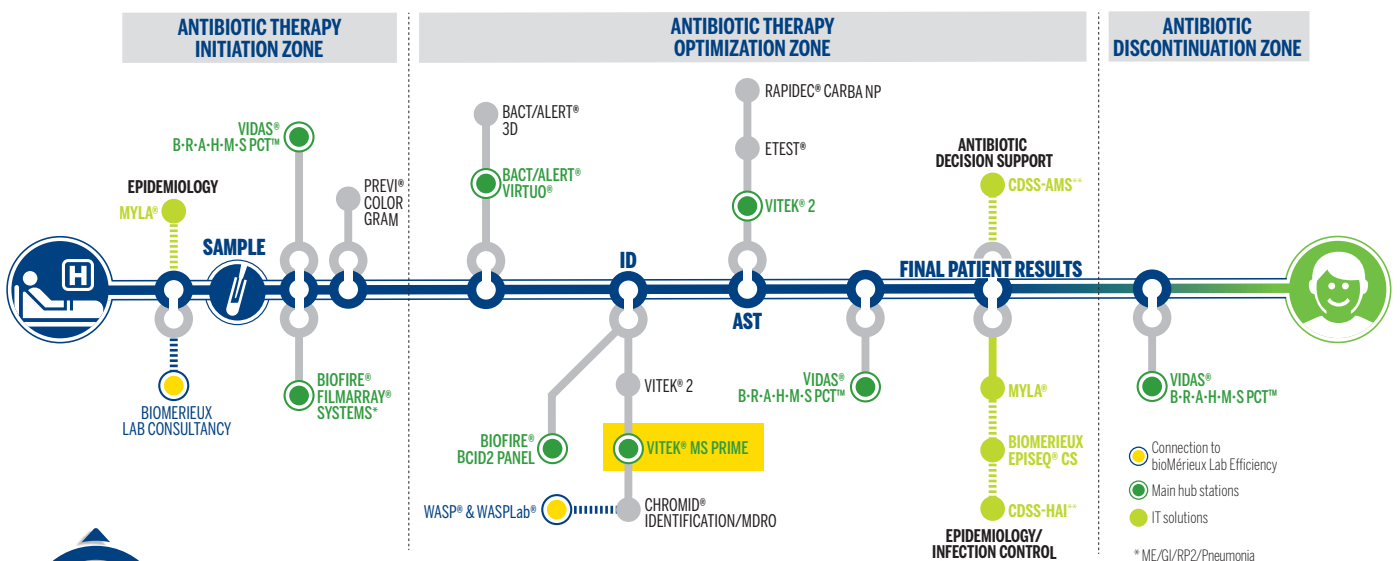 ANTIBIOTIC THERAPY
INITIATION ZONE
ANTIBIOTIC THERAPY
OPTIMIZATION ZONE
ANTIBIOTIC
DISCONTINUATION ZONE
VIDAS®
B·R·A·H·M·S PCT™
EPIDEMIOLOGY
MYLA®
PREVI®
COLOR
GRAM
SAMPLE
H
BIOMERIEUX
LAB CONSULTANCY
BIOFIRE®
FILMARRAY®
SYSTEMS*
BACT/ALERT®
3D
BACT/ALERT®
VIRTUO®
ID
VITEK® 2
BIOFIRE®
BCID2 PANEL
VITEK® MS PRIME
WASP® & WASPLab®
CHROMID®
IDENTIFICATION/MDRO
RAPIDEC® CARBA NP
ETEST®
VITEK® 2
AST
VIDAS®
B·R·A·H·M·S PCT™
ANTIBIOTIC
DECISION SUPPORT
CDSS-AMS**
FINAL PATIENT RESULTS
MYLA®
BIOMERIEUX
EPISEQ® CS
CDSS-HAI**
EPIDEMIOLOGY/
INFECTION CONTROL
VIDAS®
B·R·A·H·M·S PCT™
Connection to
bioMérieux Lab Efficiency
Main hub stations
IT solutions
* ME/GI/RP2/Pneumonia